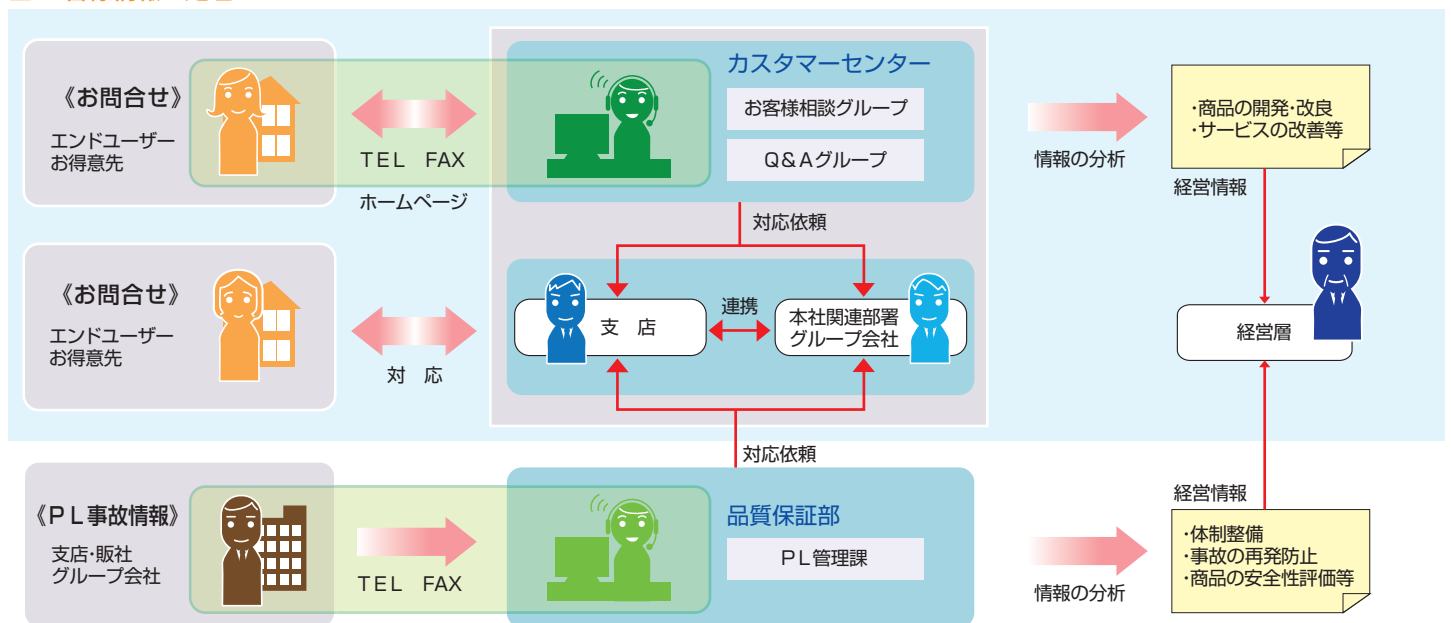 《お問合せ》
エンドユーザー
お得意先
TEL FAX
ホームページ
カスタマーセンター
お客様相談グループ
Q&Aグループ
情報の分析
・商品の開発・改良
・サービスの改善等
経営情報
対応依頼
《お問合せ》
エンドユーザー
お得意先
対 応
支 店
連携
本社関連部署
グループ会社
経営層
対応依頼
《PL事故情報》
支店・販社
グループ会社
TEL FAX
品質保証部
PL管理課
情報の分析
経営情報
・体制整備
・事故の再発防止
・商品の安全性評価等